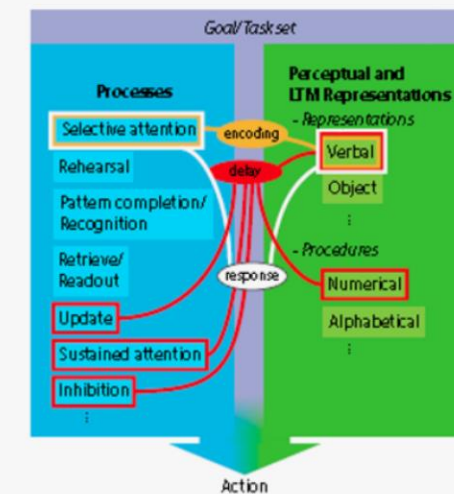 Goal/Task set
Processes
Selective attention
Rehearsal
Pattern completion/
Recognition
Retrieve/
Readout
Update
Sustained attention
Inhibition
⋮
encoding
delay
response
Perceptual and
LTM Representations
- Representations
Verbal
Object
⋮
- Procedures
Numerical
Alphabetical
⋮
Action